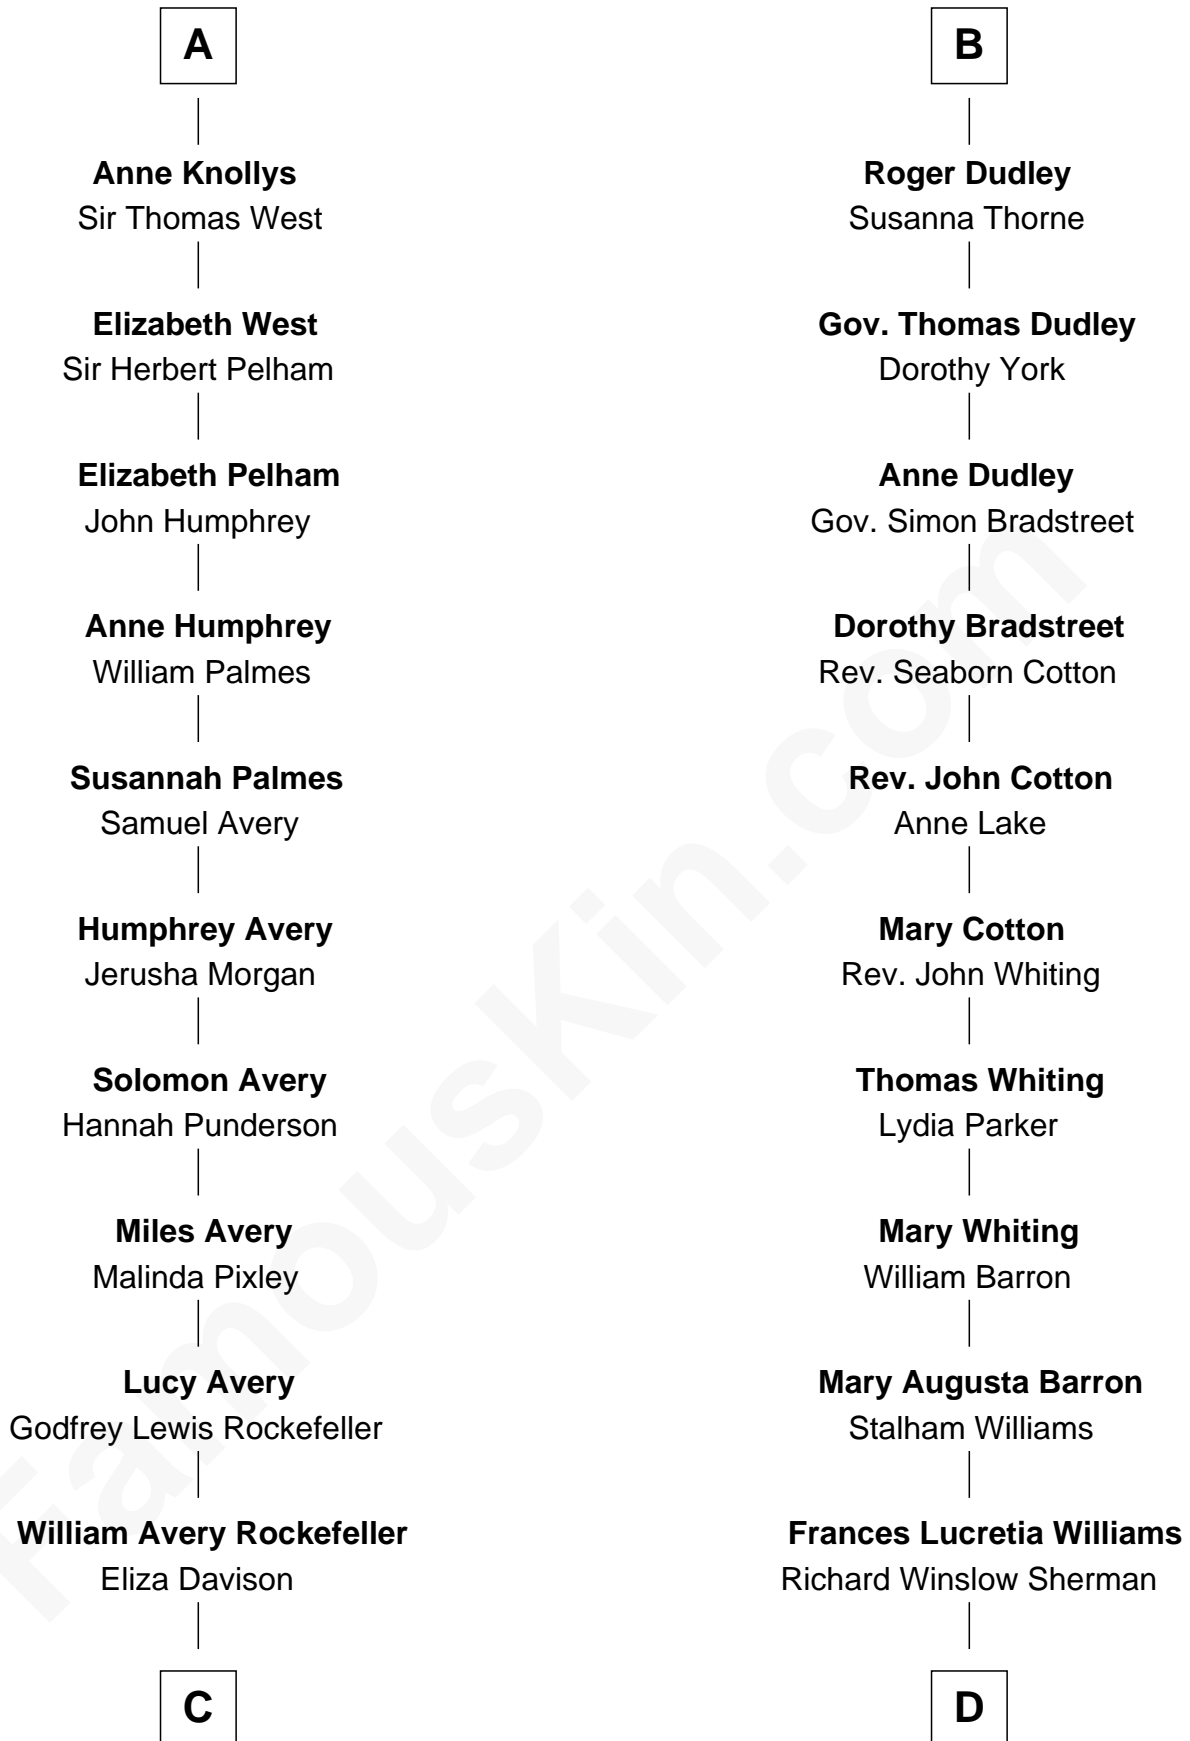 A
Anne Knollys
Sir Thomas West
Elizabeth West
Sir Herbert Pelham
Elizabeth Pelham
John Humphrey
Anne Humphrey
William Palmes
Susannah Palmes
Samuel Avery
Humphrey Avery
Jerusha Morgan
Solomon Avery
Hannah Punderson
Miles Avery
Malinda Pixley
Lucy Avery
Godfrey Lewis Rockefeller
William Avery Rockefeller
Eliza Davison
C
B
Roger Dudley
Susanna Thorne
Gov. Thomas Dudley
Dorothy York
Anne Dudley
Gov. Simon Bradstreet
Dorothy Bradstreet
Rev. Seaborn Cotton
Rev. John Cotton
Anne Lake
Mary Cotton
Rev. John Whiting
Thomas Whiting
Lydia Parker
Mary Whiting
William Barron
Mary Augusta Barron
Stalham Williams
Frances Lucretia Williams
Richard Winslow Sherman
D
FamousKin.com